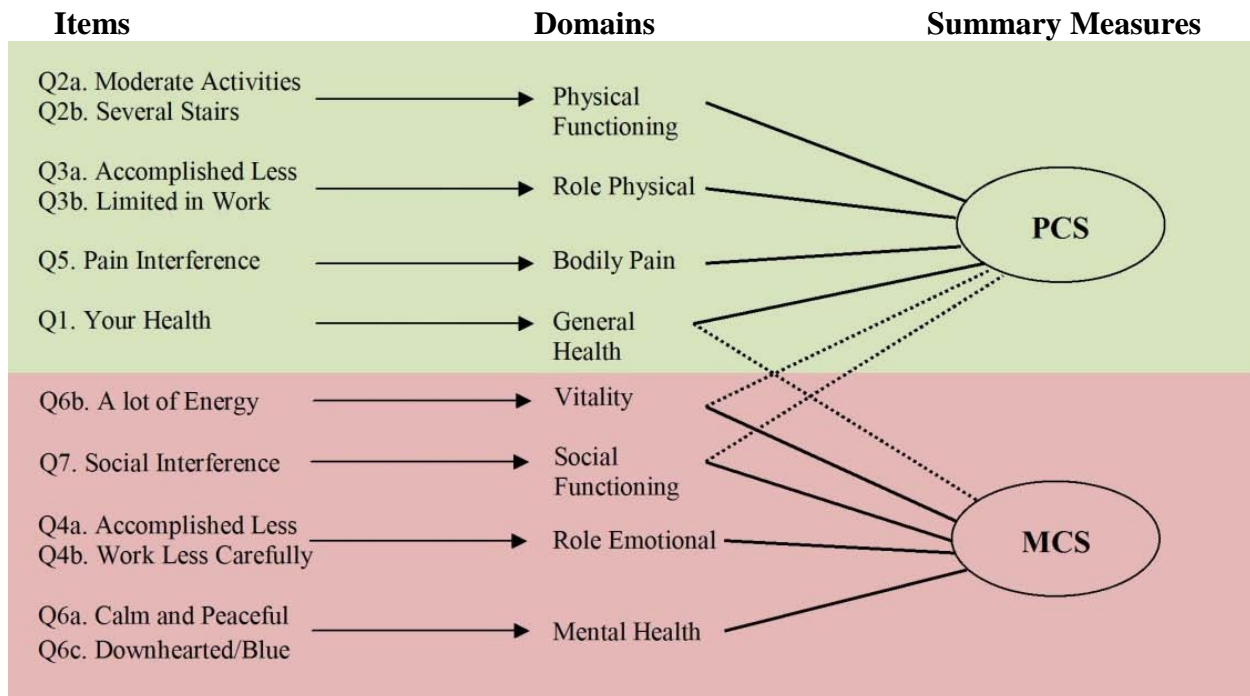 Items Domains Summary Measures
Q2a. Moderate Activities
Q2b. Several Stairs
Physical
Functioning
Q3a. Accomplished Less
Q3b. Limited in Work
Role Physical
PCS
Q5. Pain Interference
Bodily Pain
Q1. Your Health
General
Health
Q6b. A lot of Energy
Vitality
Q7. Social Interference
Social
Functioning
Q4a. Accomplished Less
Q4b. Work Less Carefully
Role Emotional
MCS
Q6a. Calm and Peaceful
Q6c. Downhearted/Blue
Mental Health